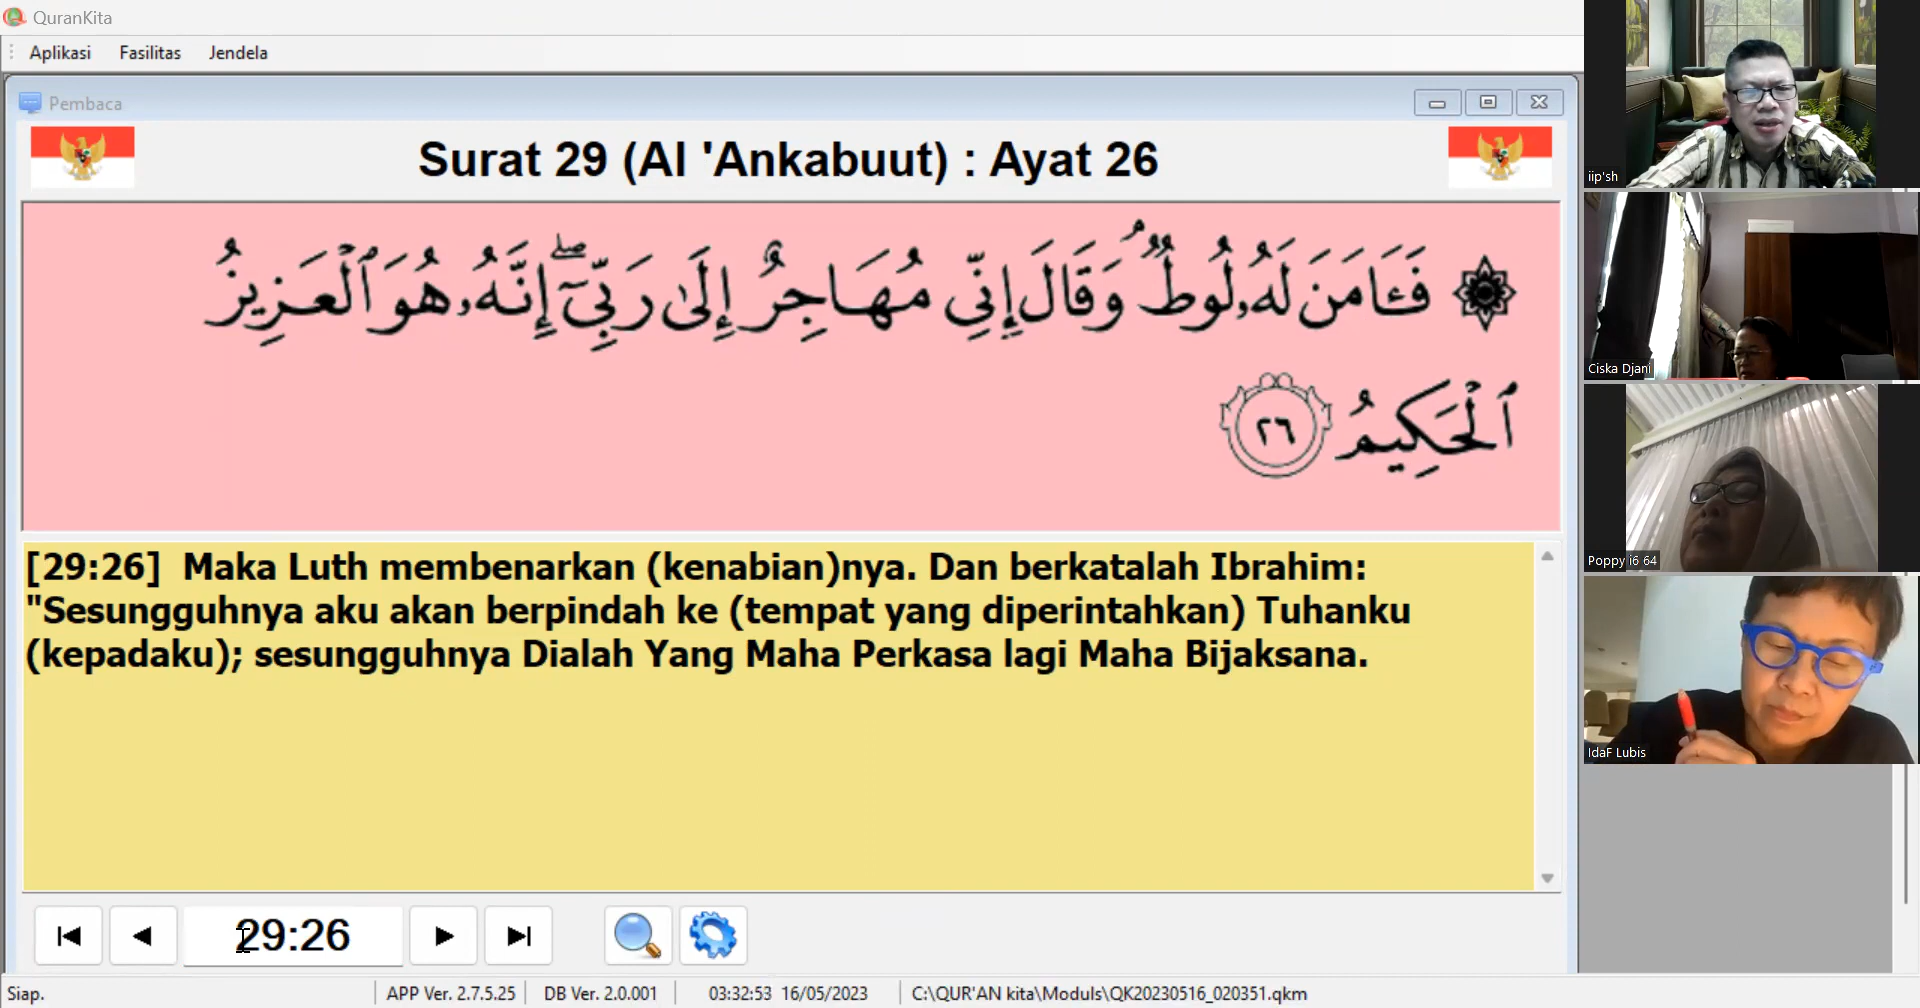 QuranKita
Aplikasi Fasilitas Jendela
Pembaca
Surat 29 (Al 'Ankabuut) : Ayat 26
۞ فَـَٔامَنَ لَهُۥ لُوطٌۘ وَقَالَ إِنِّى مُهَاجِرٌ إِلَىٰ رَبِّىٓۖ إِنَّهُۥ هُوَ ٱلْعَزِيزُ
ٱلْحَكِيمُ ٢٦
[29:26] Maka Luth membenarkan (kenabian)nya. Dan berkatalah Ibrahim:
"Sesungguhnya aku akan berpindah ke (tempat yang diperintahkan) Tuhanku
(kepadaku); sesungguhnya Dialah Yang Maha Perkasa lagi Maha Bijaksana.
29:26
Siap. APP Ver. 2.7.5.25 DB Ver. 2.0.001 03:32:53 16/05/2023 C:\QUR'AN kita\Moduls\QK20230516_020351.qkm
iip'sh
Ciska Djani
Poppy i6 64
IdaF Lubis